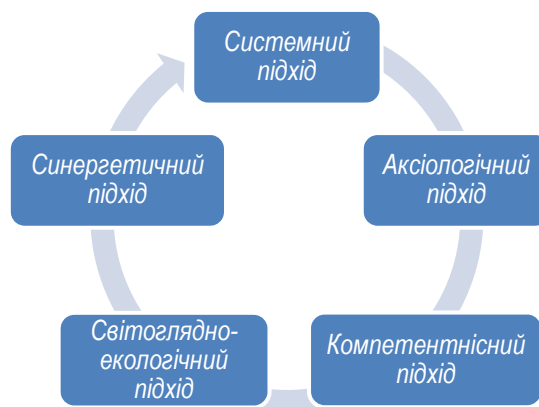 Системний
підхід
Аксіологічний
підхід
Компетентнісний
підхід
Світоглядно-
екологічний
підхід
Синергетичний
підхід